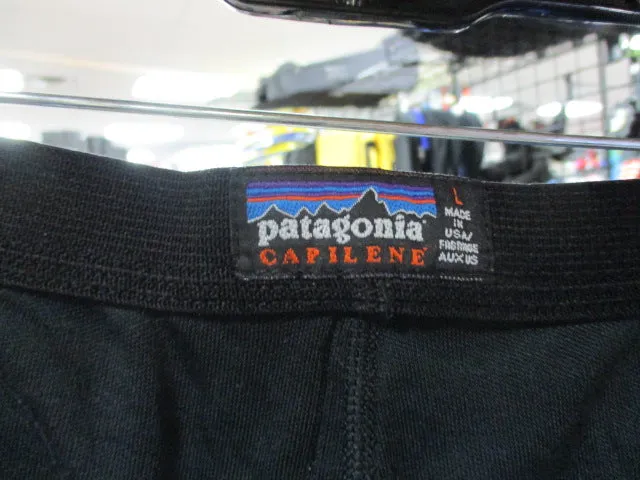 patagonia
CAPILENE
L
MADE
IN
USA/
FABRIQUE
AUX US